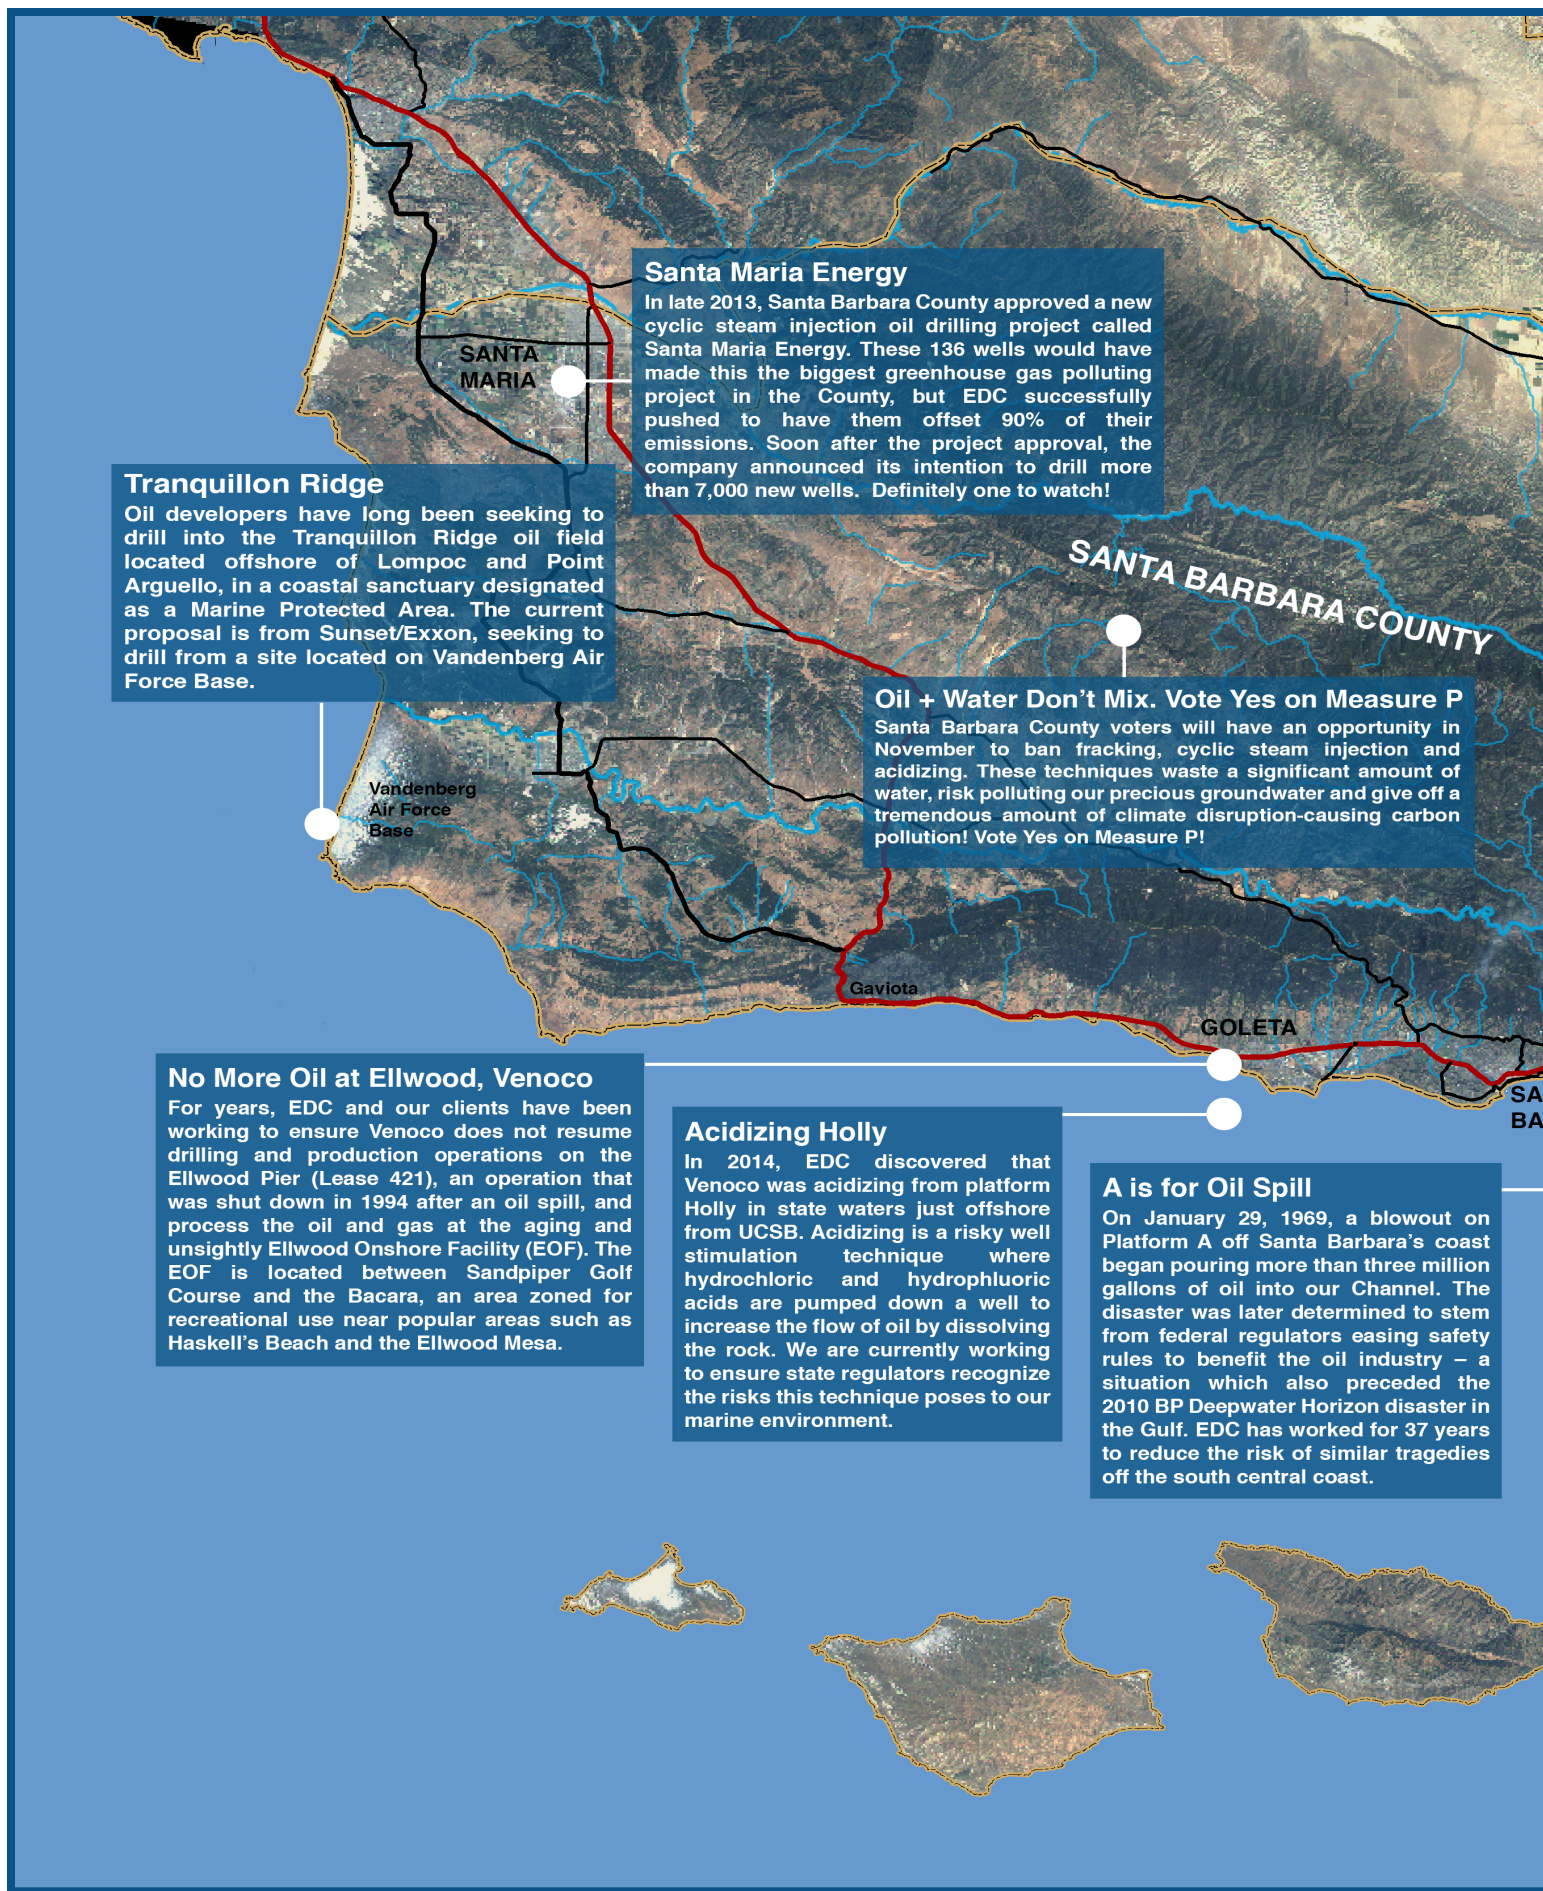 Santa Maria Energy
In late 2013, Santa Barbara County approved a new
cyclic steam injection oil drilling project called
Santa Maria Energy. These 136 wells would have
made this the biggest greenhouse gas polluting
project in the County, but EDC successfully
pushed to have them offset 90% of their
emissions. Soon after the project approval, the
company announced its intention to drill more
than 7,000 new wells. Definitely one to watch!
SANTA
MARIA
Tranquillon Ridge
Oil developers have long been seeking to
drill into the Tranquillon Ridge oil field
located offshore of Lompoc and Point
Arguello, in a coastal sanctuary designated
as a Marine Protected Area. The current
proposal is from Sunset/Exxon, seeking to
drill from a site located on Vandenberg Air
Force Base.
SANTA BARBARA COUNTY
Oil + Water Don't Mix. Vote Yes on Measure P
Santa Barbara County voters will have an opportunity in
November to ban fracking, cyclic steam injection and
acidizing. These techniques waste a significant amount of
water, risk polluting our precious groundwater and give off a
tremendous amount of climate disruption-causing carbon
pollution! Vote Yes on Measure P!
Vandenberg
Air Force
Base
Gaviota
GOLETA
SA
BA
No More Oil at Ellwood, Venoco
For years, EDC and our clients have been
working to ensure Venoco does not resume
drilling and production operations on the
Ellwood Pier (Lease 421), an operation that
was shut down in 1994 after an oil spill, and
process the oil and gas at the aging and
unsightly Ellwood Onshore Facility (EOF). The
EOF is located between Sandpiper Golf
Course and the Bacara, an area zoned for
recreational use near popular areas such as
Haskell's Beach and the Ellwood Mesa.
Acidizing Holly
In 2014, EDC discovered that
Venoco was acidizing from platform
Holly in state waters just offshore
from UCSB. Acidizing is a risky well
stimulation technique where
hydrochloric and hydrophluoric
acids are pumped down a well to
increase the flow of oil by dissolving
the rock. We are currently working
to ensure state regulators recognize
the risks this technique poses to our
marine environment.
A is for Oil Spill
On January 29, 1969, a blowout on
Platform A off Santa Barbara's coast
began pouring more than three million
gallons of oil into our Channel. The
disaster was later determined to stem
from federal regulators easing safety
rules to benefit the oil industry – a
situation which also preceded the
2010 BP Deepwater Horizon disaster in
the Gulf. EDC has worked for 37 years
to reduce the risk of similar tragedies
off the south central coast.